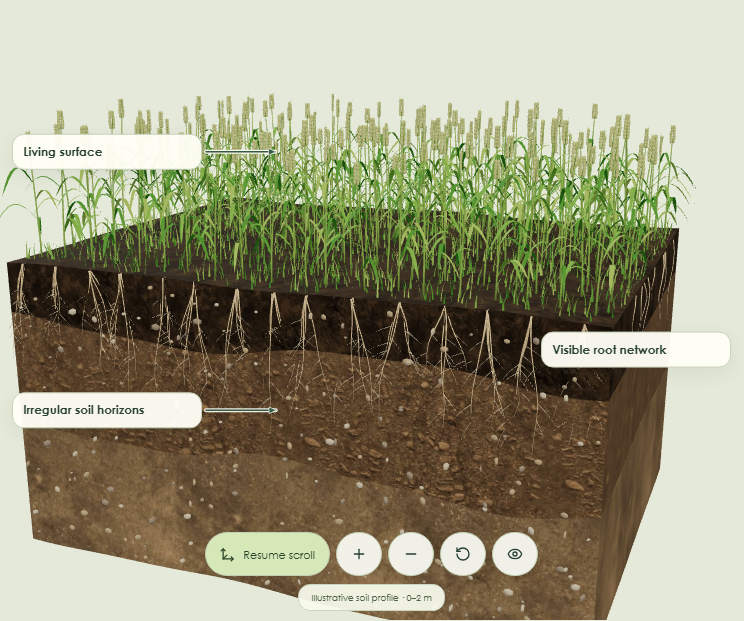 Living surface
Visible root network
Irregular soil horizons
Resume scroll
Illustrative soil profile · 0–2 m